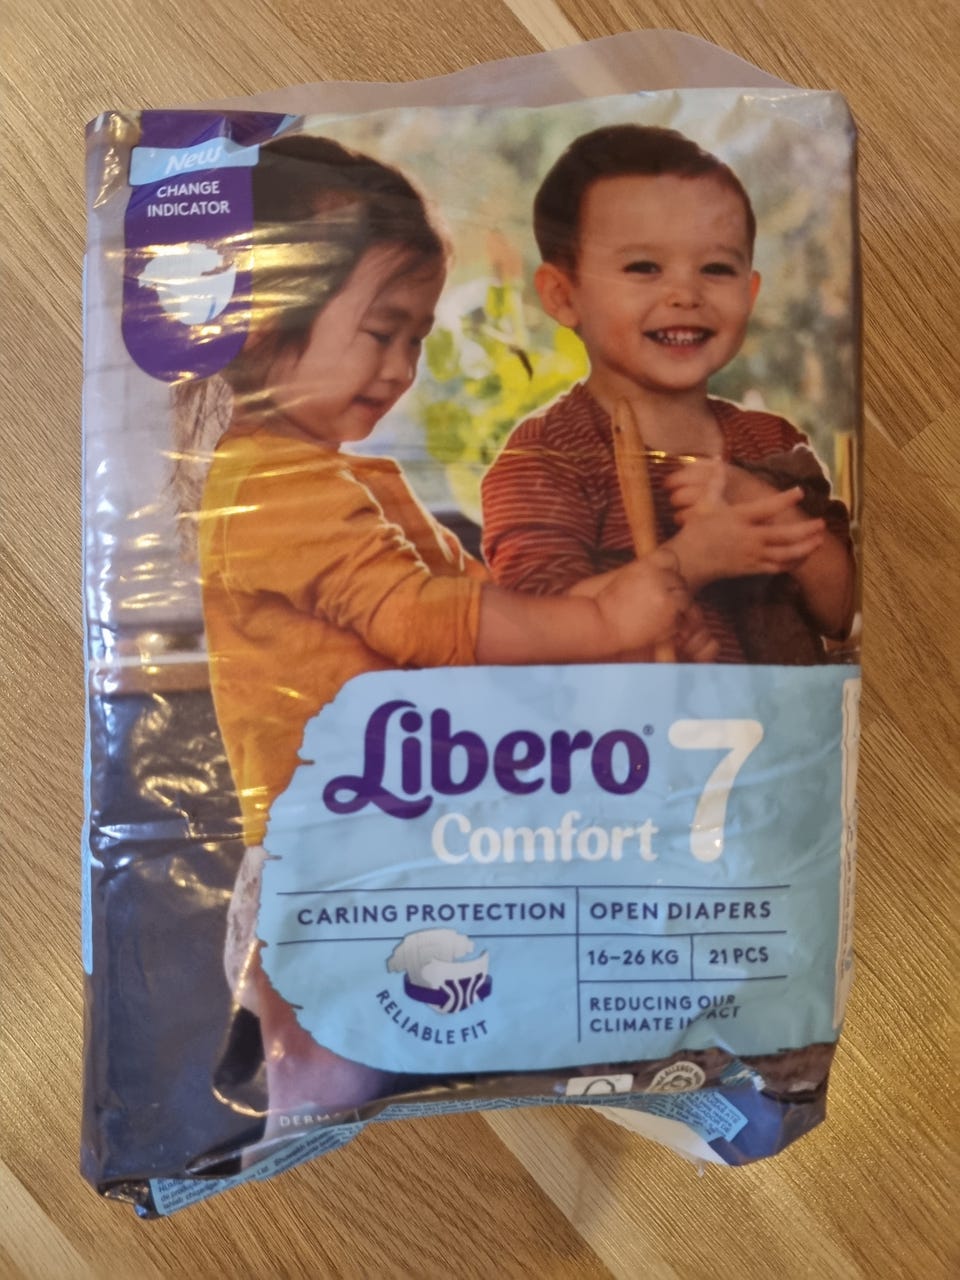 New
CHANGE
INDICATOR
Libero®
7
Comfort
CARING PROTECTION
OPEN DIAPERS
16–26 KG
21 PCS
RELIABLE FIT
REDUCING OUR
CLIMATE